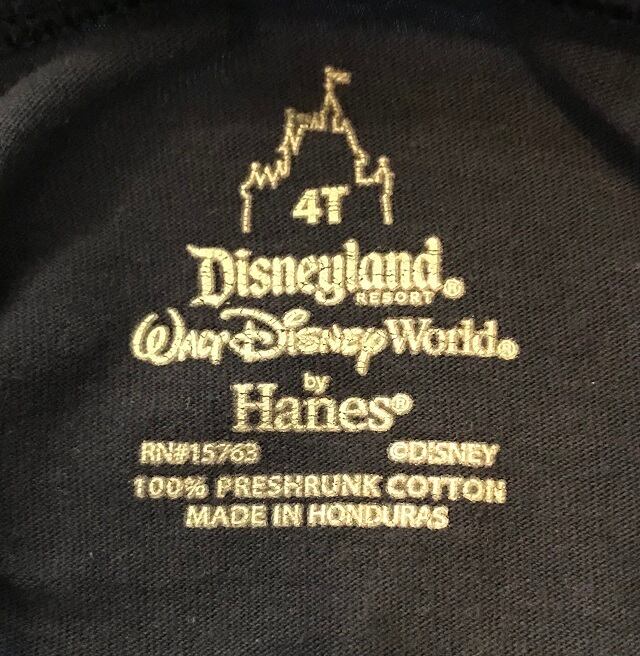 4T
Disneyland®
RESORT
Walt Disney World®
by
Hanes®
RN#15763 ©DISNEY
100% PRESHRUNK COTTON
MADE IN HONDURAS